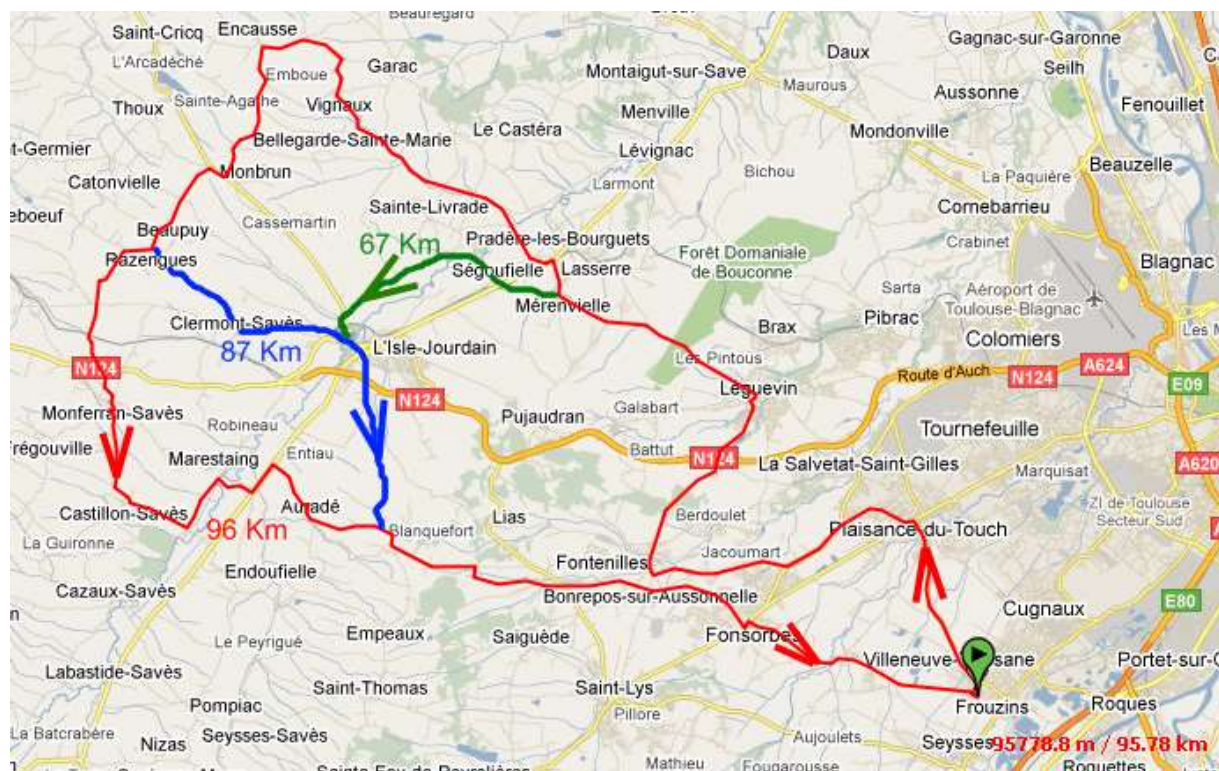 Beauregard
Saint-Cricq
Encausse
Gagnac-sur-Garonne
L'Arcadéché
Emboue
Garac
Daux
Seilh
Montaigut-sur-Save
Maurous
Thoux
Sainte-Agathe
Vignaux
Aussonne
Fenouillet
Menville
Le Castéra
Mondonville
Bellegarde-Sainte-Marie
t-Germier
Lévignac
Beauzelle
Monbrun
Bichou
La Paquière
Catonvielle
Larmont
Cornebarrieu
eboeuf
Cassemartin
Sainte-Livrade
Beaupuy
67 Km
Pradère-les-Bourguets
Crabinet
Forêt Domaniale
de Bouconne
Blagnac
Razengues
Ségoufielle
Lasserre
Sarta
Aéroport de
Toulouse-Blagnac
Mérenvielle
Clermont-Savès
Brax
Pibrac
Les M
Colomiers
87 Km
L'Isle-Jourdain
Les Pintous
N124
Route d'Auch
N124
A624
E09
Léguevin
N124
Monferran-Savès
Pujaudran
Galabart
Robineau
Tournefeuille
Frégouville
Battut
N124
La Salvetat-Saint-Gilles
A620
Marestaing
Entiau
Marquisat
Castillon-Savès
Auradé
Lias
Berdoulet
ZI de Toulouse
Secteur Sud
96 Km
Blanquefort
Plaisance-du-Touch
La Guironne
Jacoumart
Fontenilles
Endoufielle
Cazaux-Savès
Bonrepos-sur-Aussonnelle
E80
Cugnaux
n
Le Peyrigué
Empeaux
Saiguède
Fonsorbes
Labastide-Savès
Villeneuve-
sane
Portet-sur-G
Saint-Thomas
Saint-Lys
Pompiac
Pillore
Frouzins
Roques
La Batcrabère
Nizas
Seysses-Savès
Aujoulets
Seysses
95778.8 m / 95.78 km
Mathieu
Fougarousse
Roquettes